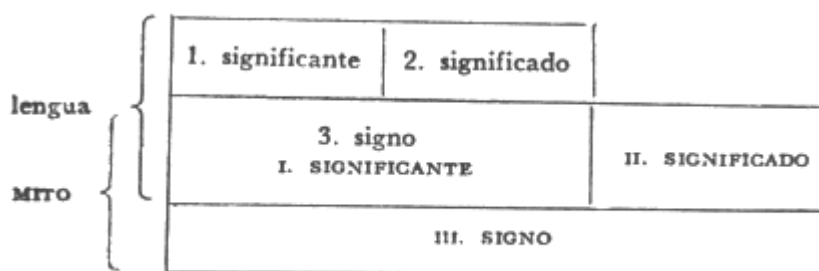 1. significante
2. significado
lengua
3. signo
I. SIGNIFICANTE
II. SIGNIFICADO
MITO
III. SIGNO